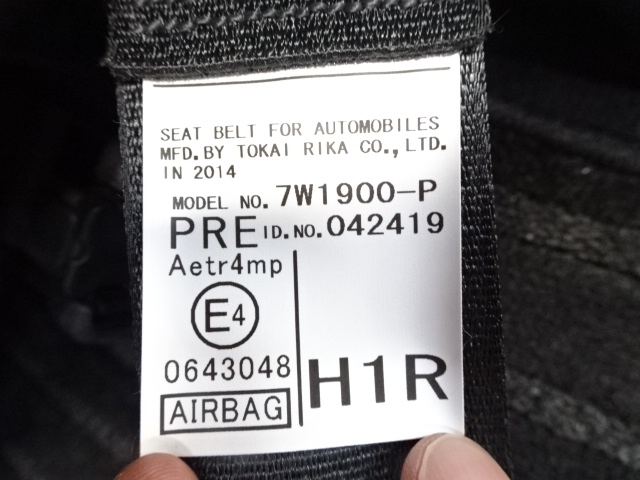 SEAT BELT FOR AUTOMOBILES
MFD.BY TOKAI RIKA CO.,LTD.
IN 2014
MODEL NO. 7W1900-P
PRE ID.NO. 042419
Aetr4mp
E4
0643048
AIRBAG
H1R